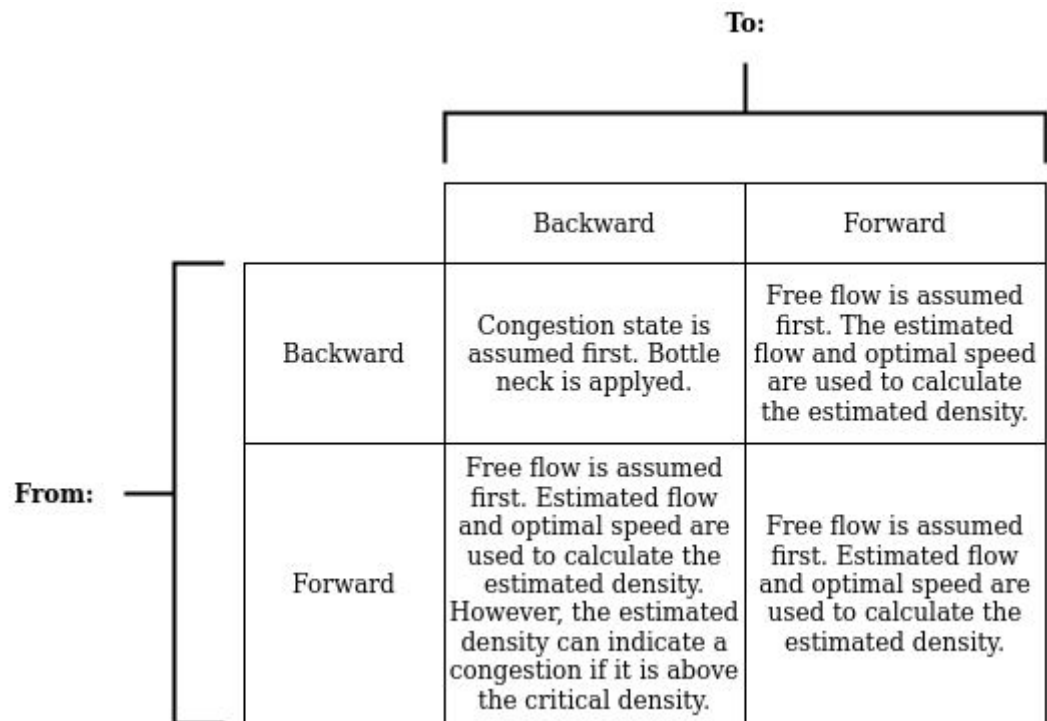 To:
Backward
Forward
Backward
Congestion state is
assumed first. Bottle
neck is applyed.
Free flow is assumed
first. The estimated
flow and optimal speed
are used to calculate
the estimated density.
From:
Forward
Free flow is assumed
first. Estimated flow
and optimal speed are
used to calculate the
estimated density.
However, the estimated
density can indicate a
congestion if it is above
the critical density.
Free flow is assumed
first. Estimated flow
and optimal speed are
used to calculate the
estimated density.